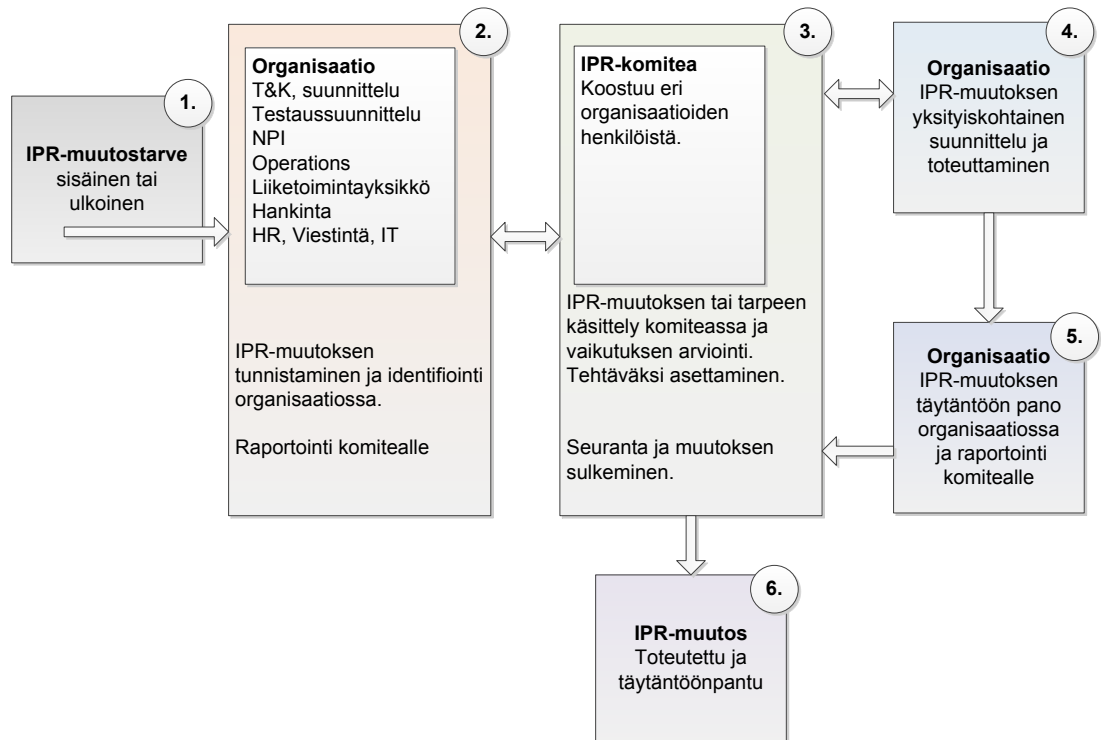 1.
IPR-muutostarve
sisäinen tai
ulkoinen
2.
Organisaatio
T&K, suunnittelu
Testaussuunnittelu
NPI
Operations
Liiketoimintayksikkö
Hankinta
HR, Viestintä, IT
IPR-muutoksen
tunnistaminen ja identifiointi
organisaatiossa.
Raportointi komitealle
3.
IPR-komitea
Koostuu eri
organisaatioiden
henkilöistä.
IPR-muutoksen tai tarpeen
käsittely komiteassa ja
vaikutuksen arviointi.
Tehtäväksi asettaminen.
Seuranta ja muutoksen
sulkeminen.
4.
Organisaatio
IPR-muutoksen
yksityiskohtainen
suunnittelu ja
toteuttaminen
5.
Organisaatio
IPR-muutoksen
täytäntöön pano
organisaatiossa
ja raportointi
komitealle
6.
IPR-muutos
Toteutettu ja
täytäntöönpantu